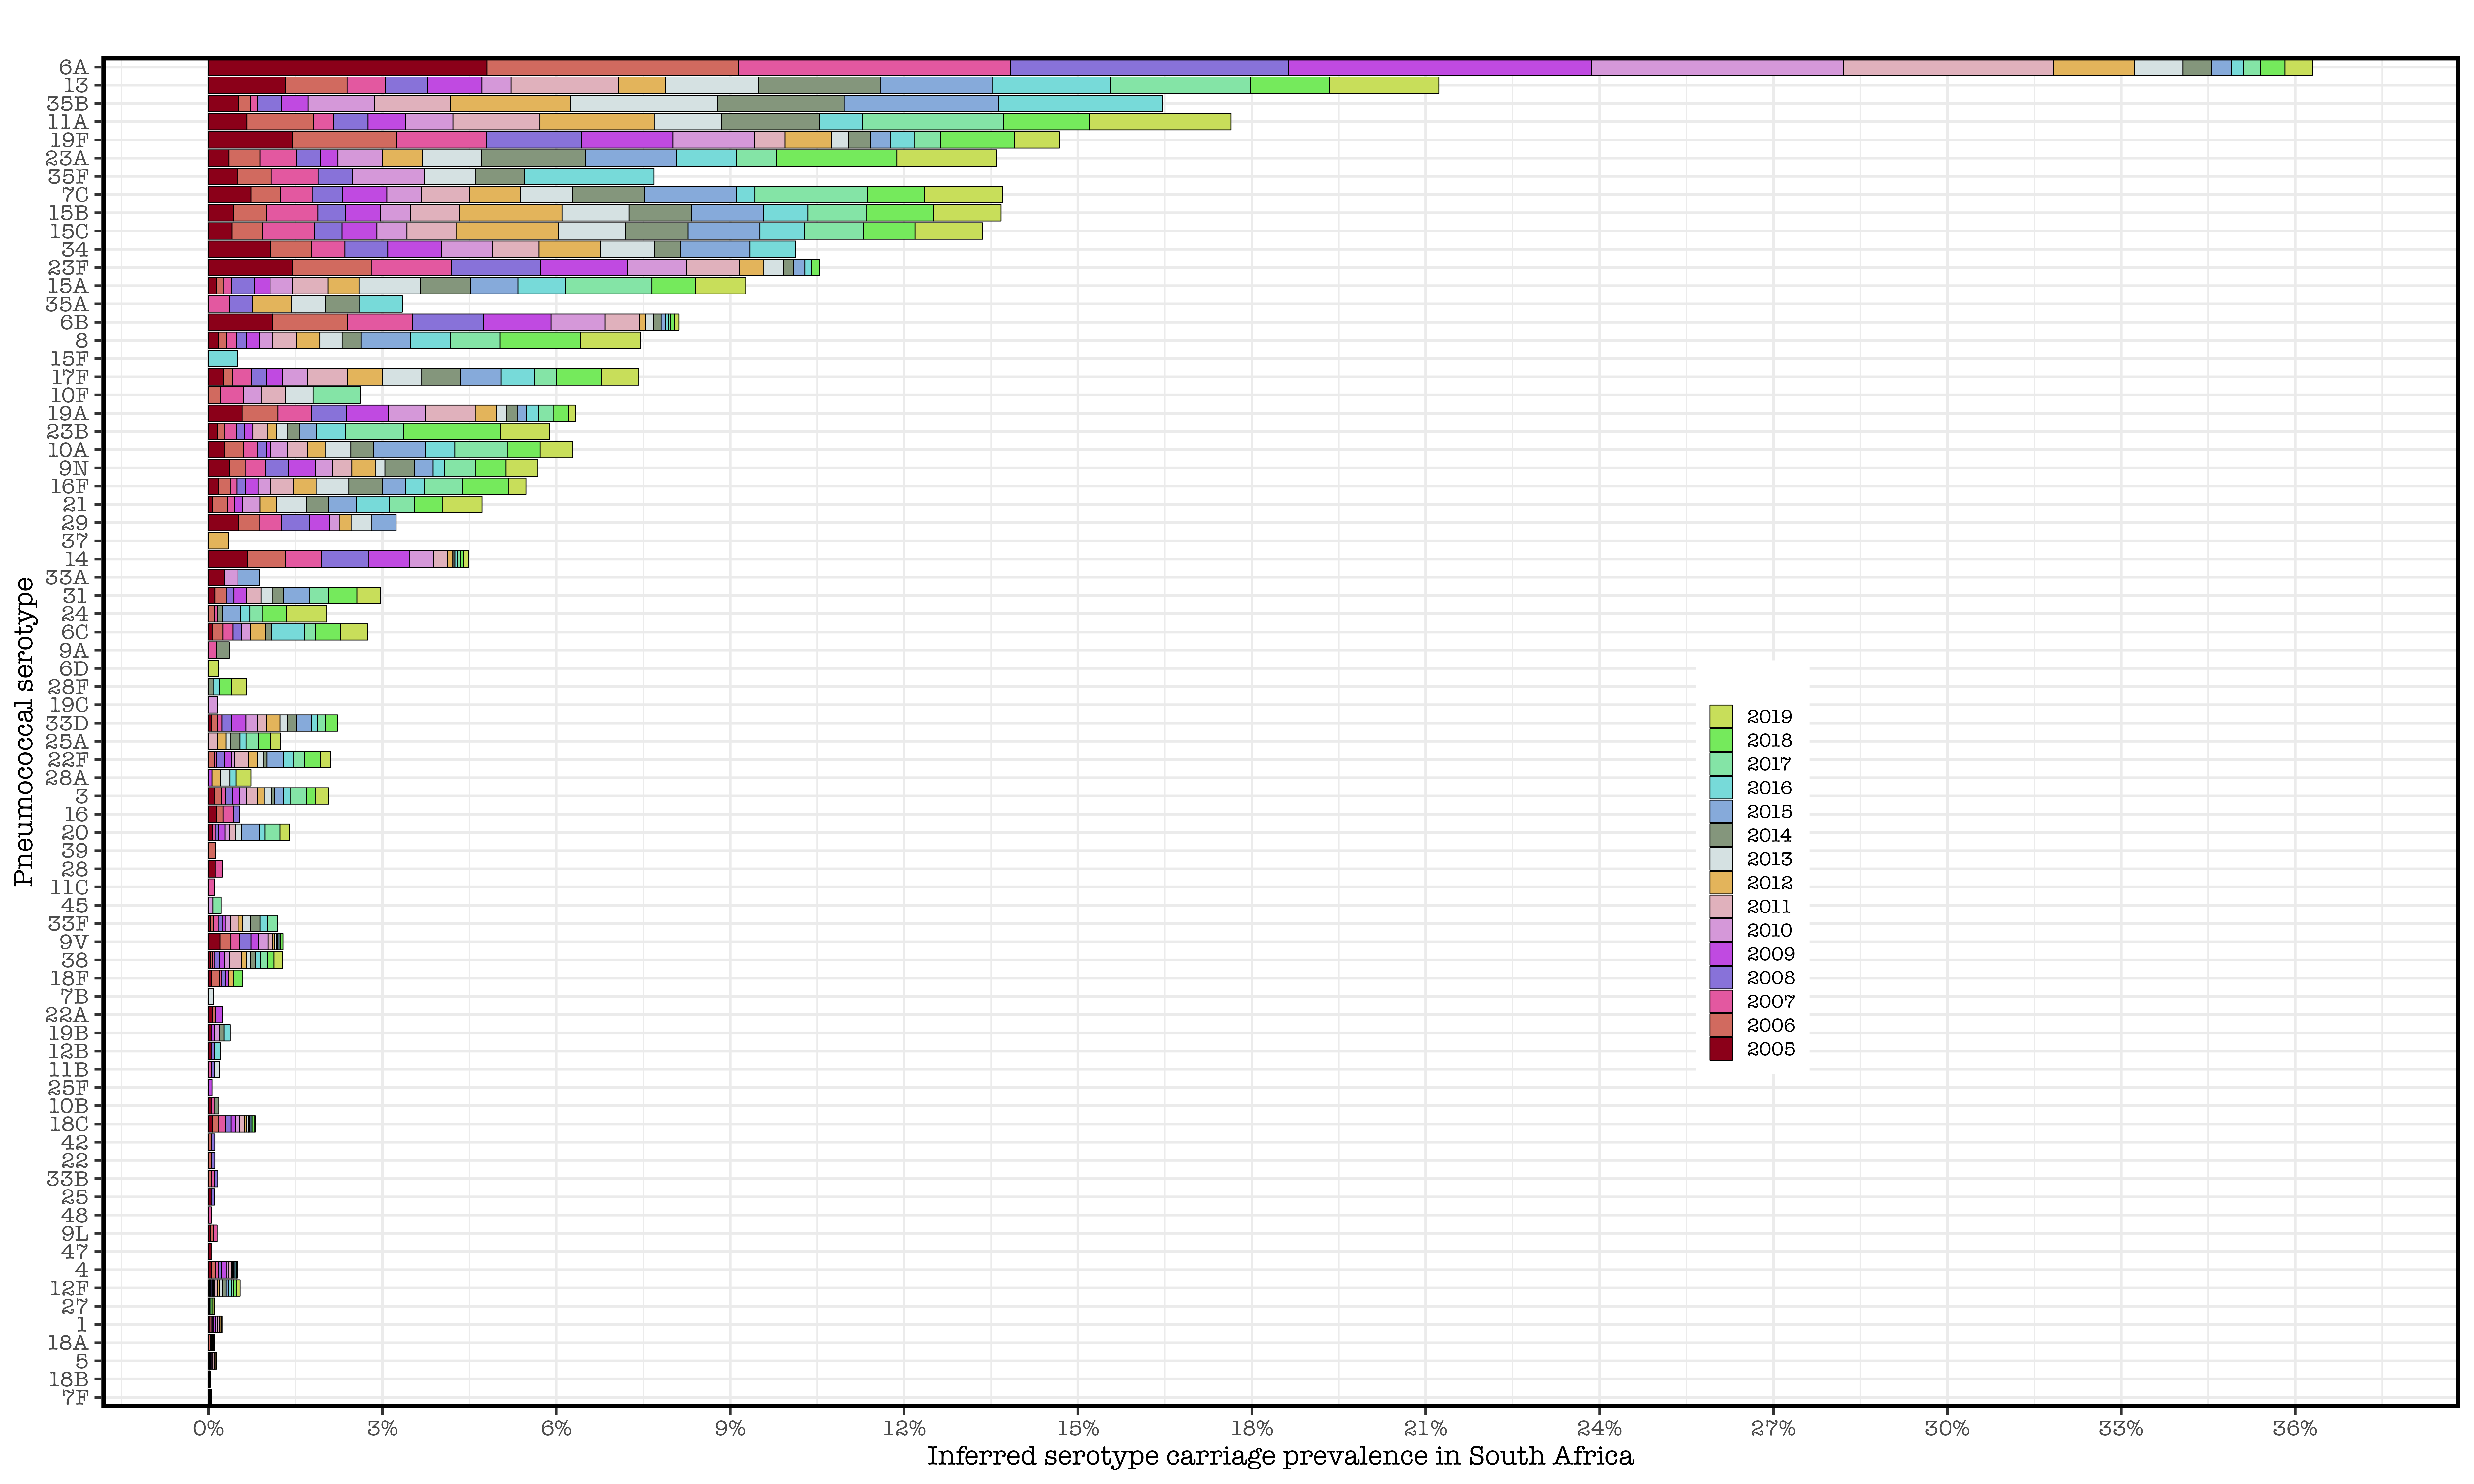 6A
13
35B
11A
19F
23A
35F
7C
15B
15C
34
23F
15A
35A
6B
8
15F
17F
10F
19A
23B
10A
9N
16F
21
29
37
14
33A
31
24
6C
9A
6D
28F
19C
33D
25A
22F
28A
3
16
20
39
28
11C
45
33F
9V
38
18F
7B
22A
19B
12B
11B
25F
10B
18C
42
22
33B
25
48
9L
47
4
12F
27
1
18A
5
18B
7F
Pneumococcal serotype
2019
2018
2017
2016
2015
2014
2013
2012
2011
2010
2009
2008
2007
2006
2005
0% 3% 6% 9% 12% 15% 18% 21% 24% 27% 30% 33% 36%
Inferred serotype carriage prevalence in South Africa